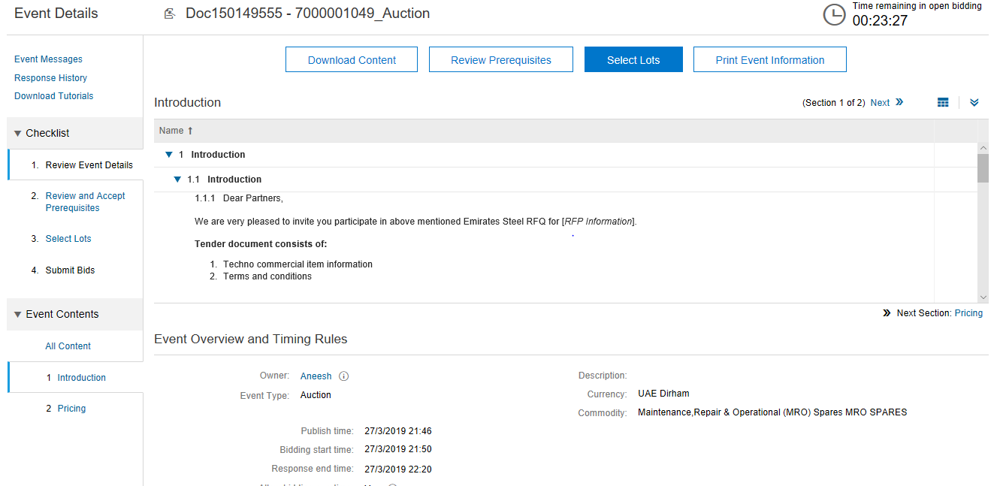 Event Details
Doc150149555 - 7000001049_Auction
Time remaining in open bidding
00:23:27
Event Messages
Response History
Download Tutorials
Checklist
1. Review Event Details
2. Review and Accept
Prerequisites
3. Select Lots
4. Submit Bids
Event Contents
All Content
1 Introduction
2 Pricing
Download Content
Review Prerequisites
Select Lots
Print Event Information
Introduction
(Section 1 of 2) Next »
Name ↑
1 Introduction
1.1 Introduction
1.1.1 Dear Partners,
We are very pleased to invite you participate in above mentioned Emirates Steel RFQ for [RFP Information].
Tender document consists of:
1. Techno commercial item information
2. Terms and conditions
» Next Section: Pricing
Event Overview and Timing Rules
Owner: Aneesh
Event Type: Auction
Description:
Currency: UAE Dirham
Commodity: Maintenance,Repair & Operational (MRO) Spares MRO SPARES
Publish time: 27/3/2019 21:46
Bidding start time: 27/3/2019 21:50
Response end time: 27/3/2019 22:20